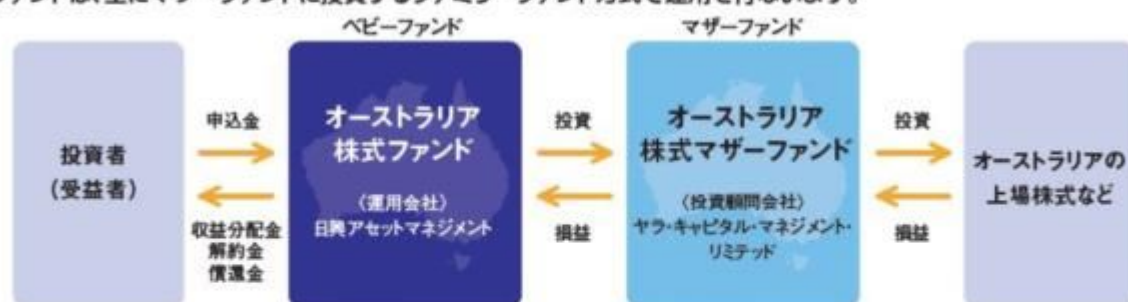 ベビーファンド
マザーファンド
投資者
（受益者）
申込金
収益分配金
解約金
償還金
オーストラリア
株式ファンド
〈運用会社〉
日興アセットマネジメント
投資
損益
オーストラリア
株式マザーファンド
〈投資顧問会社〉
ヤラ・キャピタル・マネジメント・
リミテッド
投資
損益
オーストラリアの
上場株式など